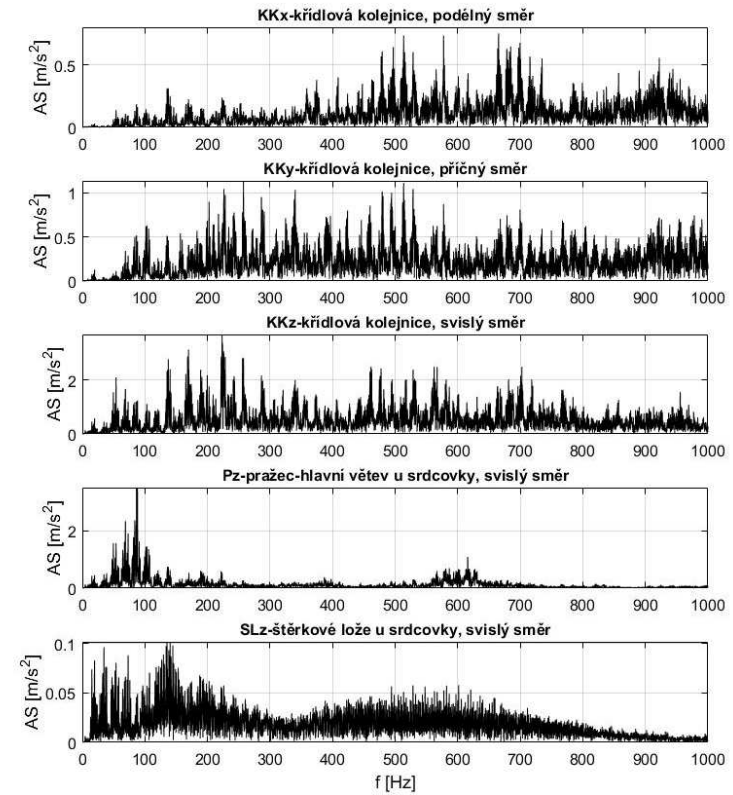 KKx-křídlová kolejnice, podélný směr
AS [m/s²]
0.5
0
0 100 200 300 400 500 600 700 800 900 1000
KKy-křídlová kolejnice, příčný směr
AS [m/s²]
1
0.5
0
0 100 200 300 400 500 600 700 800 900 1000
KKz-křídlová kolejnice, svislý směr
AS [m/s²]
2
0
0 100 200 300 400 500 600 700 800 900 1000
Pz-pražec-hlavní větev u srdcovky, svislý směr
AS [m/s²]
2
0
0 100 200 300 400 500 600 700 800 900 1000
SLz-štěrkové lože u srdcovky, svislý směr
AS [m/s²]
0.1
0.05
0
0 100 200 300 400 500 600 700 800 900 1000
f [Hz]